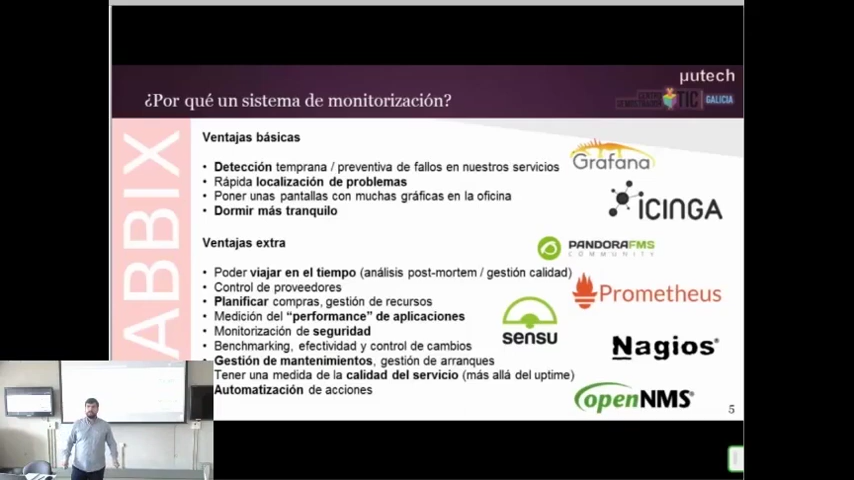 µutech
¿Por qué un sistema de monitorización?
TIC GALICIA
ABBIX
Ventajas básicas
• Detección temprana / preventiva de fallos en nuestros servicios
• Rápida localización de problemas
• Poner unas pantallas con muchas gráficas en la oficina
• Dormir más tranquilo
Ventajas extra
• Poder viajar en el tiempo (análisis post-mortem / gestión calidad)
• Control de proveedores
• Planificar compras, gestión de recursos
• Medición del “performance” de aplicaciones
• Monitorización de seguridad
• Benchmarking, efectividad y control de cambios
Gestión de mantenimientos, gestión de arranques
Tener una medida de la calidad del servicio (más allá del uptime)
Automatización de acciones
Grafana
iCINGA
PANDORAFMS
COMMUNITY
Prometheus
sensu
Nagios®
openNMS®
5